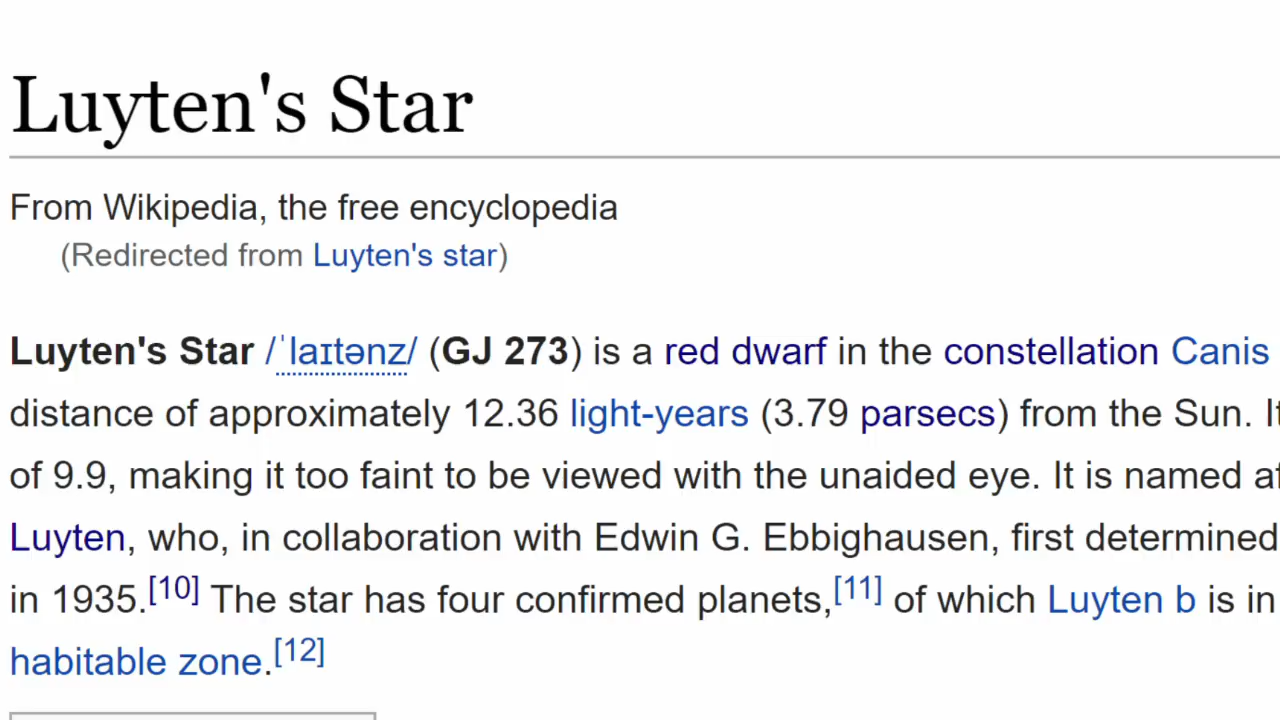 Luyten's Star
From Wikipedia, the free encyclopedia
(Redirected from Luyten's star)
Luyten's Star /ˈlaɪtənz/ (GJ 273) is a red dwarf in the constellation Canis
distance of approximately 12.36 light-years (3.79 parsecs) from the Sun. It
of 9.9, making it too faint to be viewed with the unaided eye. It is named
Luyten, who, in collaboration with Edwin G. Ebbighausen, first determined
in 1935.[10] The star has four confirmed planets,[11] of which Luyten b is in
habitable zone.[12]